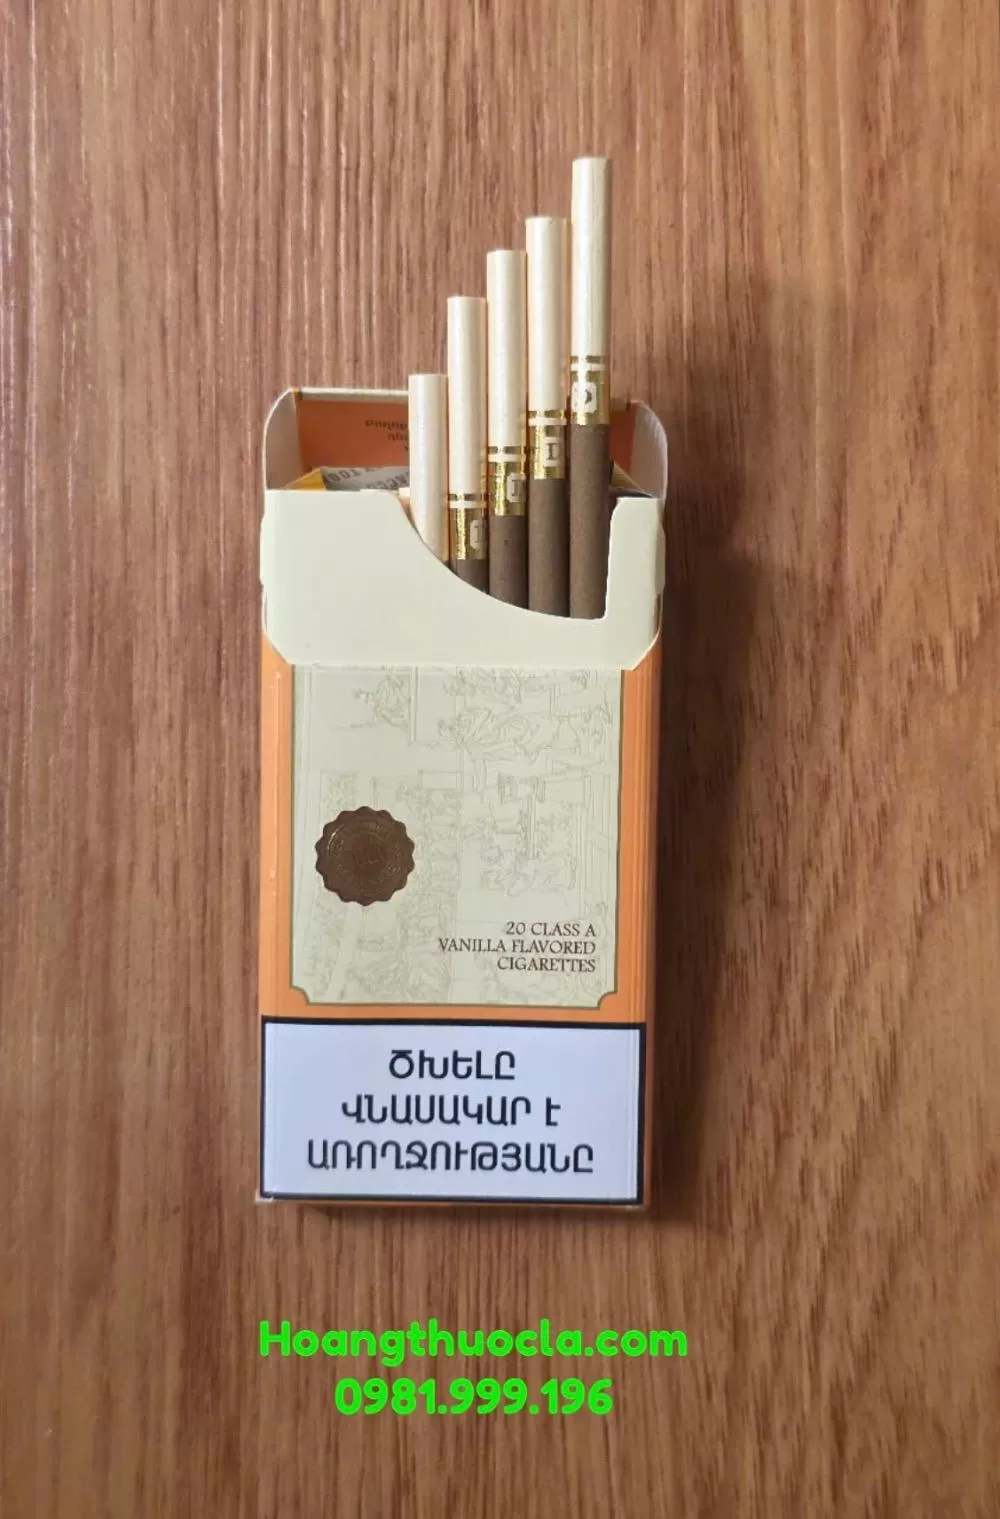 D
20 CLASS A
VANILLA FLAVORED
CIGARETTES
ԾԽԵԼԸ
ՎՆԱՍԱԿԱՐ Է
ԱՌՈՂՋՈՒԹՅԱՆԸ
Hoangthuocla.com
0981.999.196